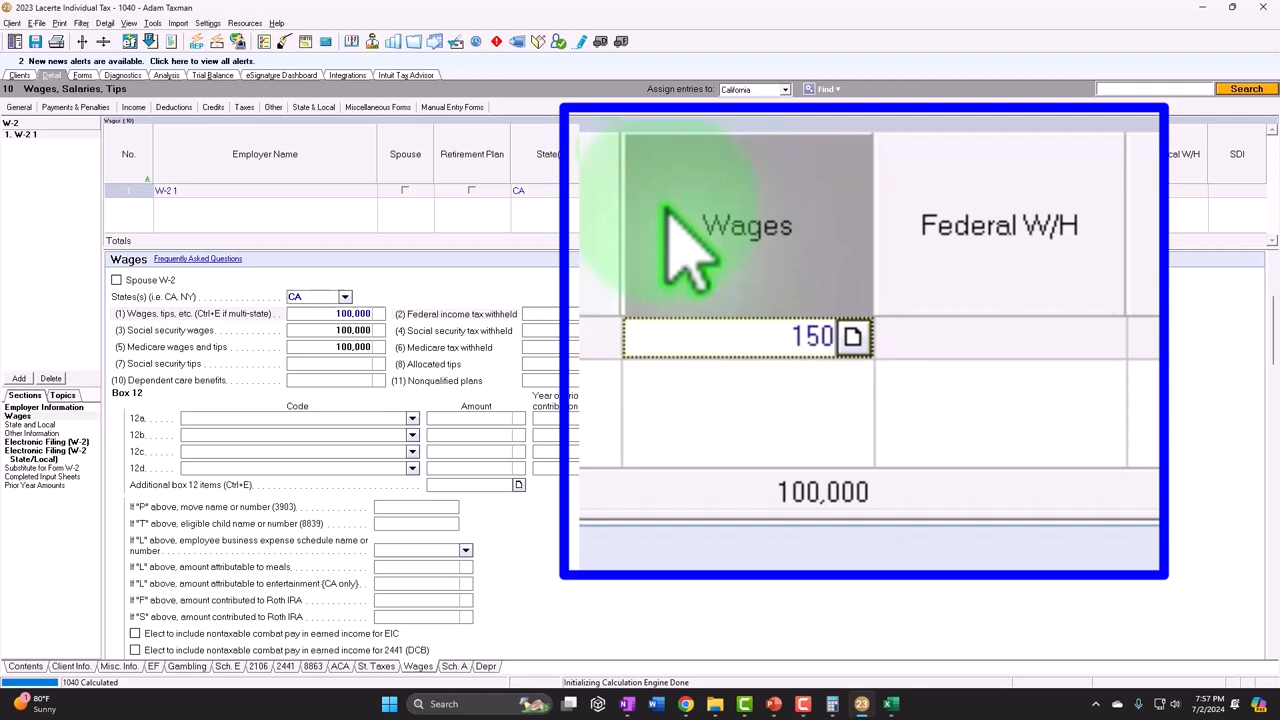 23 2023 Lacerte Individual Tax - 1040 - Adam Taxman
Client E-File Print Filter Detail View Tools Import Settings Resources Help
2 New news alerts are available. Click here to view all alerts.
Clients Detail Forms Diagnostics Analysis Trial Balance eSignature Dashboard Integrations Intuit Tax Advisor
10 Wages, Salaries, Tips Assign entries to: California Find Search
General Payments & Penalties Income Deductions Credits Taxes Other State & Local Miscellaneous Forms Manual Entry Forms
W-2
1. W-2 1
Wages (10)
No. Employer Name Spouse Retirement Plan State(s) Wages Federal W/H W/H SDI
1 W-2 1 CA 150
Totals 100,000
Wages Frequently Asked Questions
Spouse W-2
States(s) (i.e. CA, NY) CA
(1) Wages, tips, etc. (Ctrl+E if multi-state) 100,000 (2) Federal income tax withheld
(3) Social security wages 100,000 (4) Social security tax withheld
(5) Medicare wages and tips 100,000 (6) Medicare tax withheld
(7) Social security tips (8) Allocated tips
(10) Dependent care benefits (11) Nonqualified plans
Add Delete
Sections Topics
Employer Information
Wages
State and Local
Other Information
Electronic Filing (W-2)
Electronic Filing (W-2 State/Local)
Substitute for Form W-2
Completed Input Sheets
Prior Year Amounts
Box 12
Code Amount
12a.
12b.
12c.
12d.
Additional box 12 items (Ctrl+E)
If "P" above, move name or number (3903)
If "T" above, eligible child name or number (8839)
If "L" above, employee business expense schedule name or
number
If "L" above, amount attributable to meals
If "L" above, amount attributable to entertainment {CA only}
If "F" above, amount contributed to Roth IRA
If "S" above, amount contributed to Roth IRA
Elect to include nontaxable combat pay in earned income for EIC
Elect to include nontaxable combat pay in earned income for 2441 (DCB)
Contents Client Info. Misc. Info. EF Gambling Sch. E 2106 2441 8863 ACA St. Taxes Wages Sch. A Depr
1040 Calculated Initializing Calculation Engine Done
80°F
Sunny
Search
7:57 PM
7/2/2024